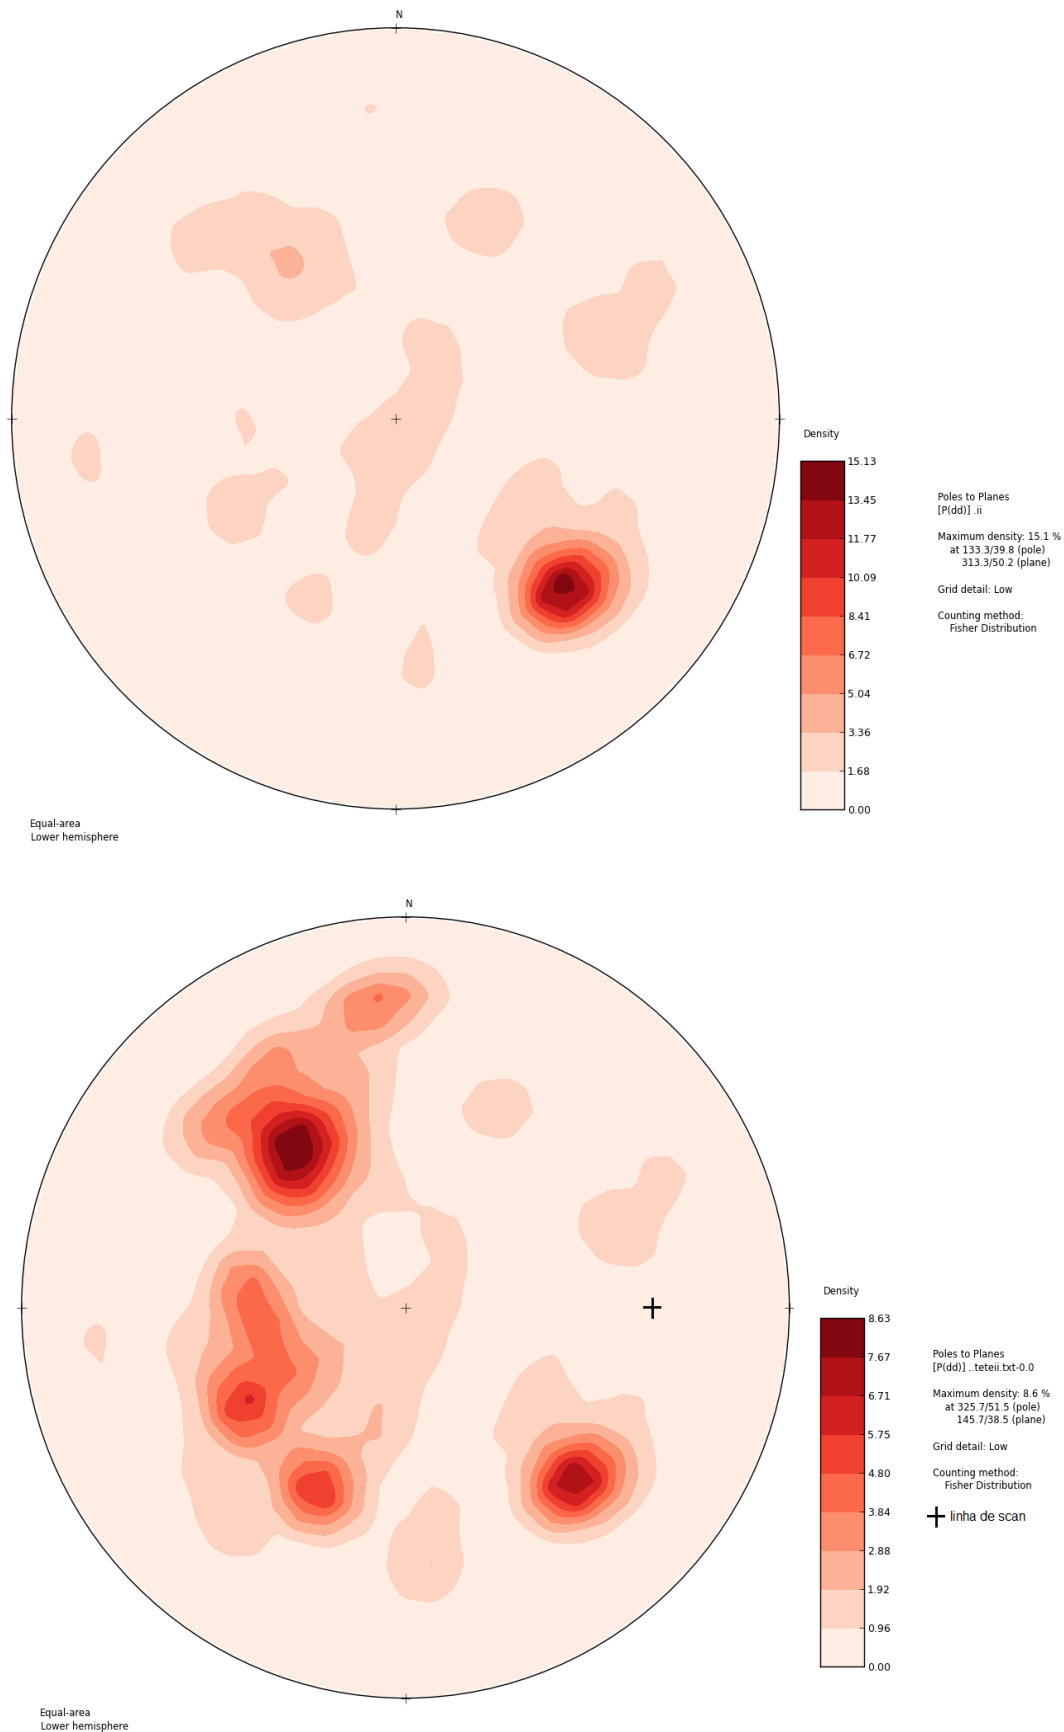 N
Density
15.13
13.45
11.77
10.09
8.41
6.72
5.04
3.36
1.68
0.00
Poles to Planes
[P(dd)] .ii
Maximum density: 15.1 %
at 133.3/39.8 (pole)
313.3/50.2 (plane)
Grid detail: Low
Counting method:
Fisher Distribution
Equal-area
Lower hemisphere
N
Density
8.63
7.67
6.71
5.75
4.80
3.84
2.88
1.92
0.96
0.00
Poles to Planes
[P(dd)] ..teteii.txt-0.0
Maximum density: 8.6 %
at 325.7/51.5 (pole)
145.7/38.5 (plane)
Grid detail: Low
Counting method:
Fisher Distribution
linha de scan
Equal-area
Lower hemisphere